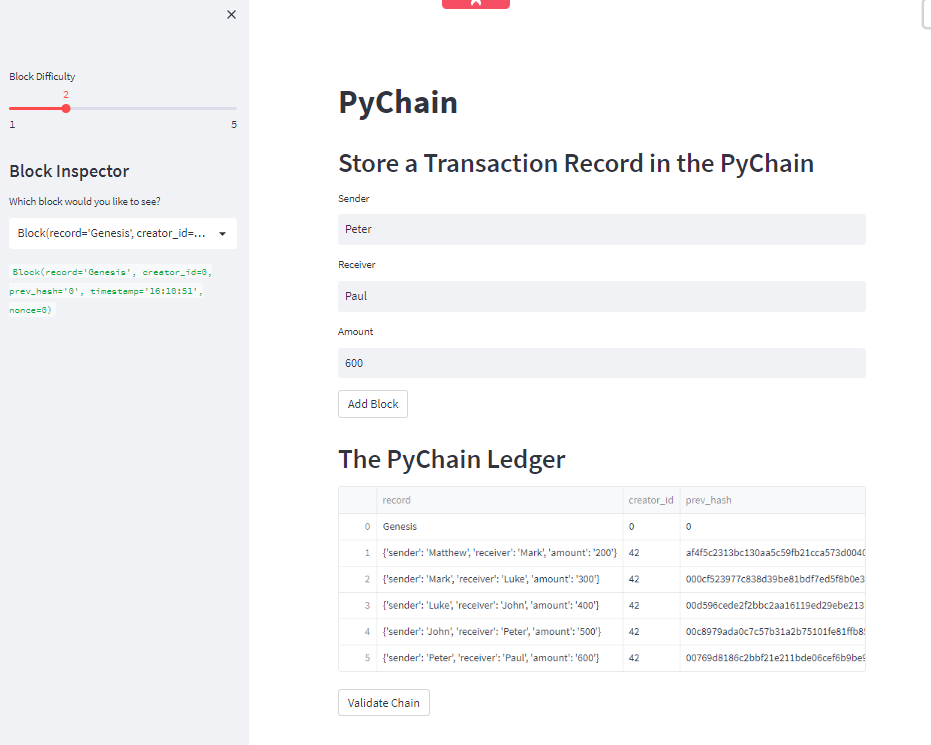 Block Difficulty
2
1 5
Block Inspector
Which block would you like to see?
Block(record='Genesis', creator_id=...
Block(record='Genesis', creator_id=0,
prev_hash='0', timestamp='16:10:51',
nonce=0)
PyChain
Store a Transaction Record in the PyChain
Sender
Peter
Receiver
Paul
Amount
600
Add Block
The PyChain Ledger
record creator_id prev_hash
0 Genesis 0 0
1 {'sender': 'Matthew', 'receiver': 'Mark', 'amount': '200'} 42 af4f5c2313bc130aa5c59fb21cca573d0040
2 {'sender': 'Mark', 'receiver': 'Luke', 'amount': '300'} 42 000cf523977c838d39be81bdf7ed5f8b0e3
3 {'sender': 'Luke', 'receiver': 'John', 'amount': '400'} 42 00d596cede2f2bbc2aa16119ed29ebe213
4 {'sender': 'John', 'receiver': 'Peter', 'amount': '500'} 42 00c8979ada0c7c57b31a2b75101fe81ffb8
5 {'sender': 'Peter', 'receiver': 'Paul', 'amount': '600'} 42 00769d8186c2bbf21e211bde06cef6b9be9
Validate Chain